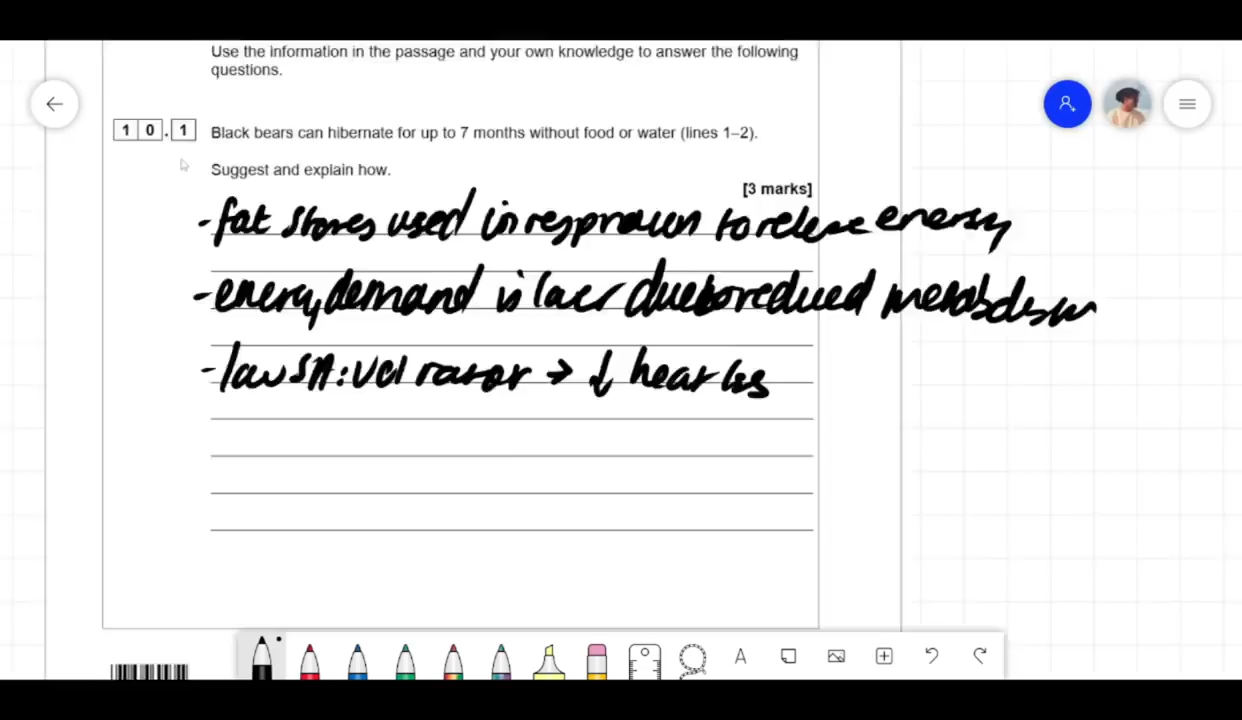 Use the information in the passage and your own knowledge to answer the following
questions.
10.1 Black bears can hibernate for up to 7 months without food or water (lines 1–2).
Suggest and explain how.
[3 marks]
- fat stores used in respiration to release energy
- energy demand is lower due to reduced metabolism
- low SA:Vol ratio → ↓ heat loss
A